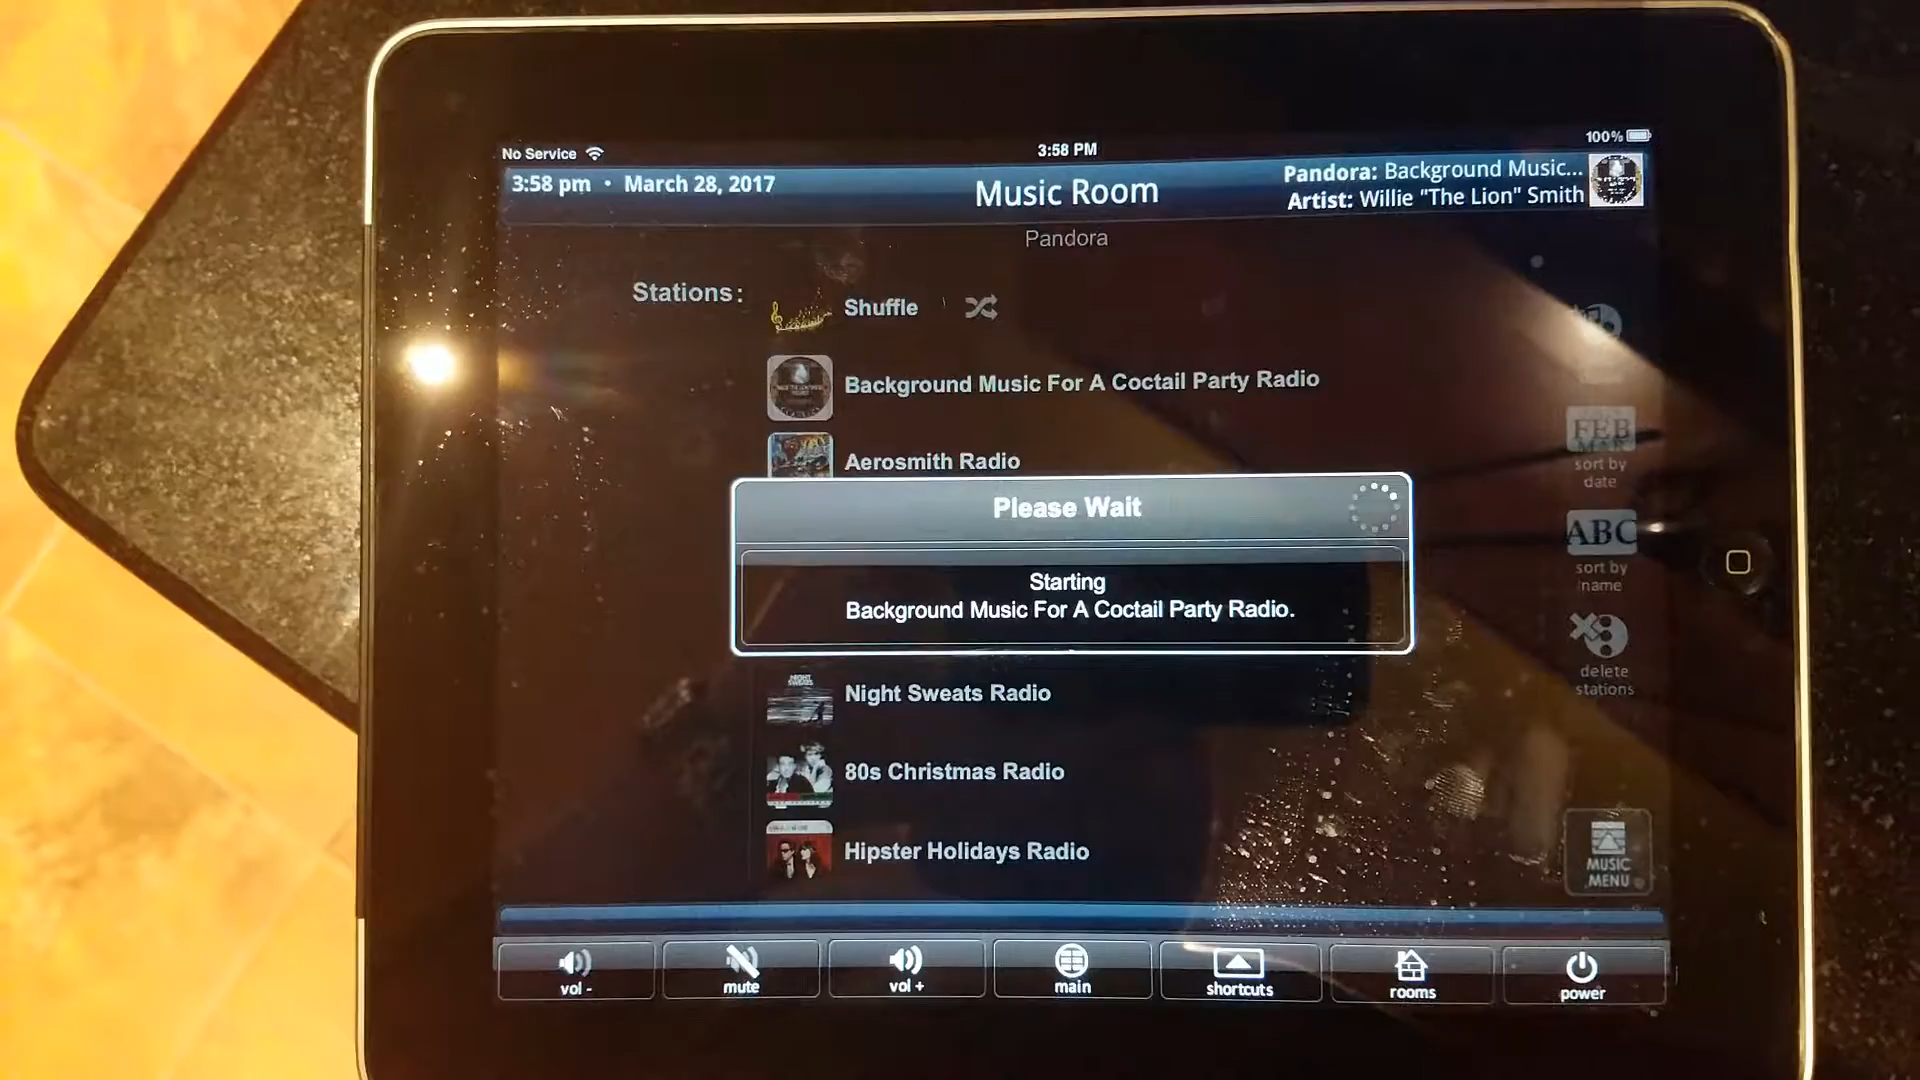 No Service
3:58 PM
100%
3:58 pm • March 28, 2017
Music Room
Pandora: Background Music...
Artist: Willie "The Lion" Smith
Pandora
Stations:
Shuffle
Background Music For A Coctail Party Radio
Aerosmith Radio
Please Wait
Starting
Background Music For A Coctail Party Radio.
Night Sweats Radio
80s Christmas Radio
Hipster Holidays Radio
FEB
MAR
sort by
date
ABC
sort by
name
delete
stations
MUSIC
MENU
vol -
mute
vol +
main
shortcuts
rooms
power